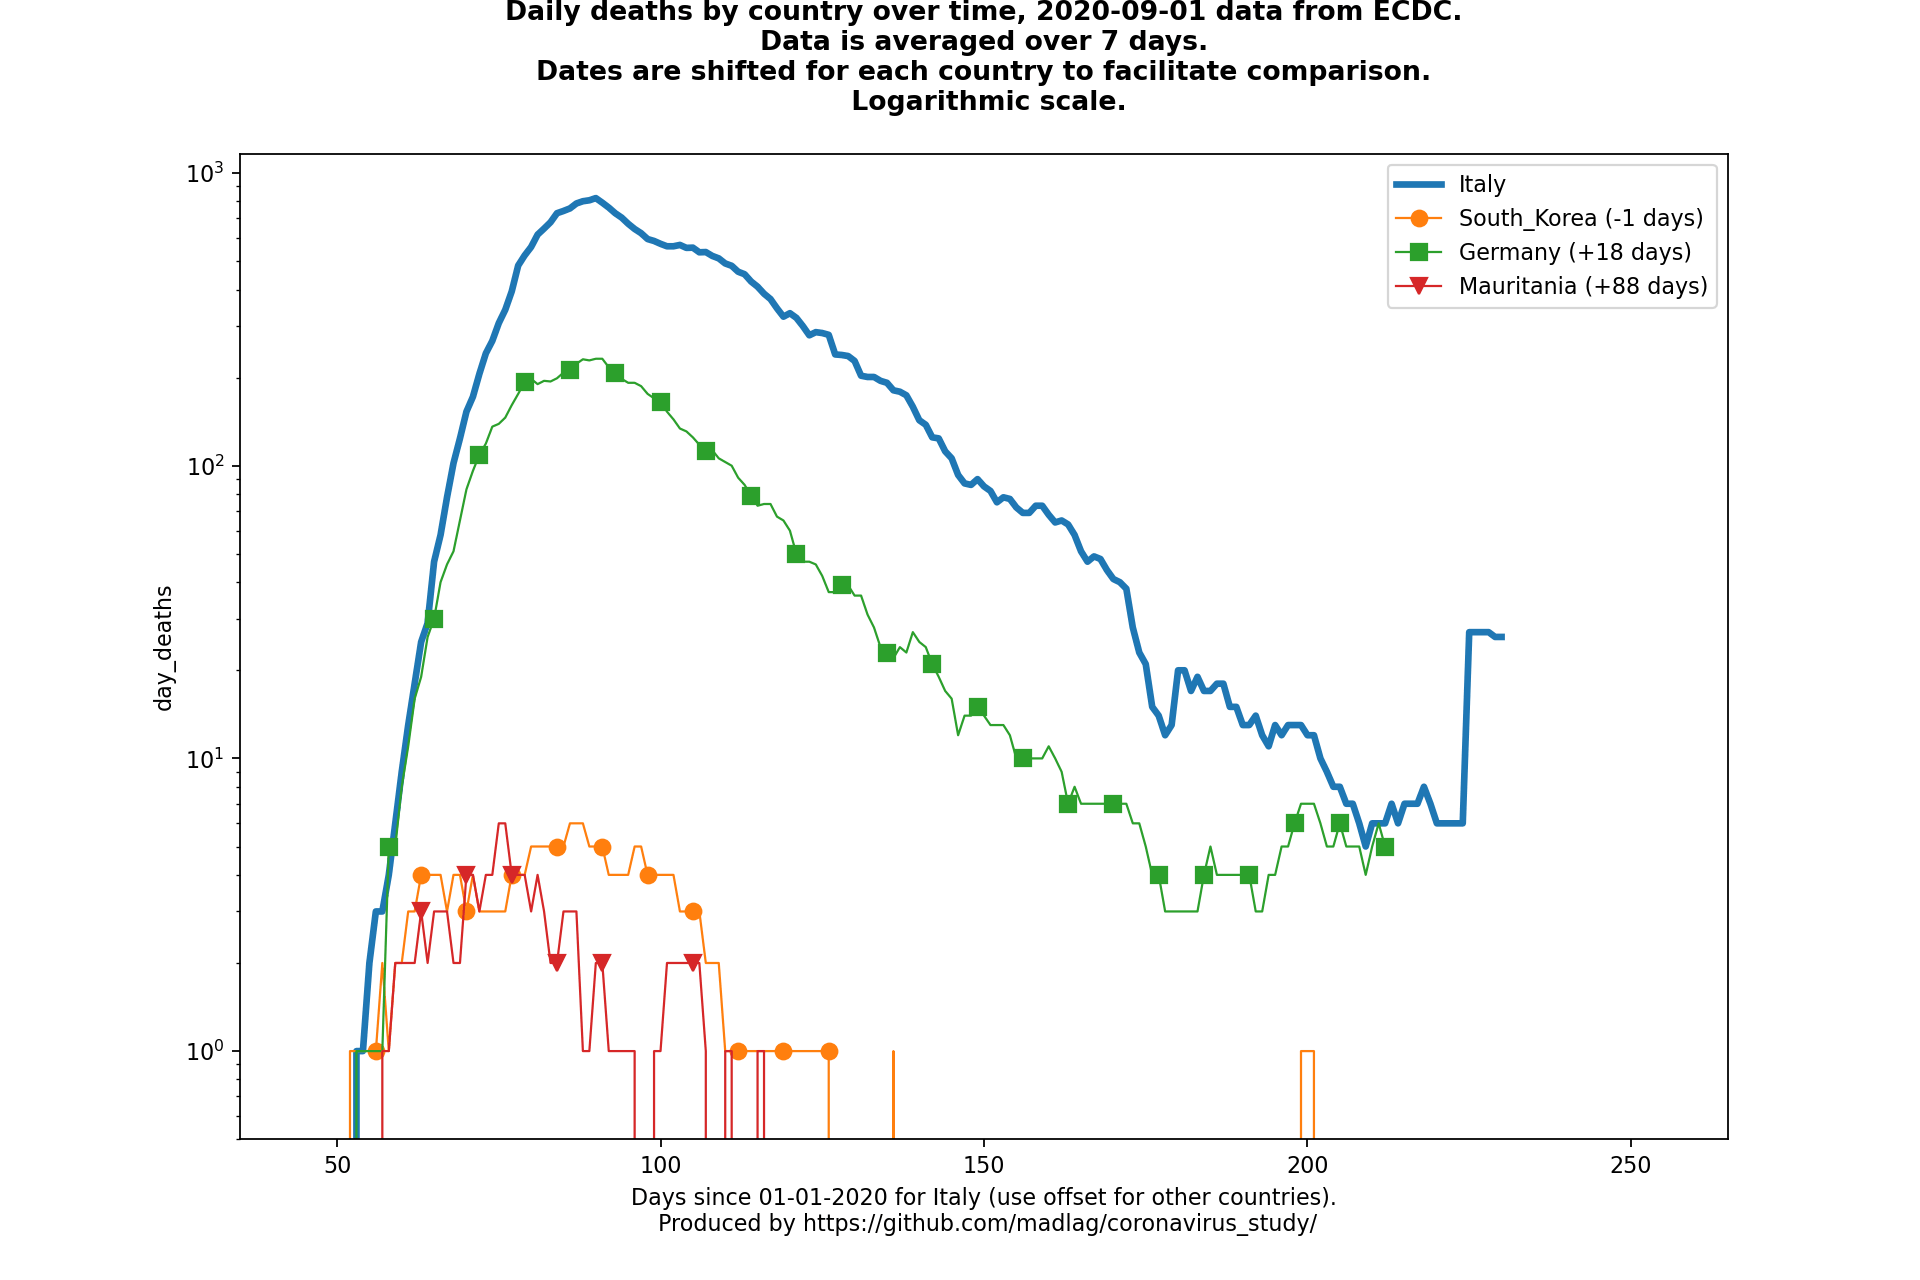 Daily deaths by country over time, 2020-09-01 data from ECDC.
Data is averaged over 7 days.
Dates are shifted for each country to facilitate comparison.
Logarithmic scale.
10³
10²
10¹
10⁰
day_deaths
Italy
South_Korea (-1 days)
Germany (+18 days)
Mauritania (+88 days)
50 100 150 200 250
Days since 01-01-2020 for Italy (use offset for other countries).
Produced by https://github.com/madlag/coronavirus_study/